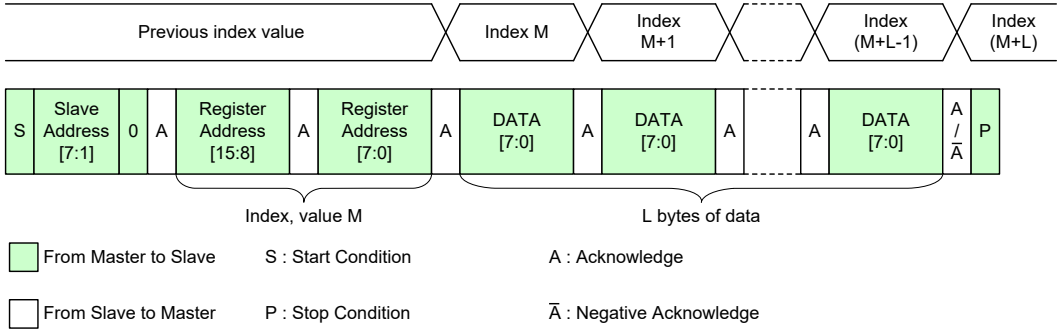 Previous index value
Index M
Index
M+1
Index
(M+L-1)
Index
(M+L)
S
Slave
Address
[7:1]
0
A
Register
Address
[15:8]
A
Register
Address
[7:0]
A
DATA
[7:0]
A
DATA
[7:0]
A
A
DATA
[7:0]
A
/
A̅
P
Index, value M
L bytes of data
From Master to Slave
S : Start Condition
A : Acknowledge
From Slave to Master
P : Stop Condition
A̅ : Negative Acknowledge